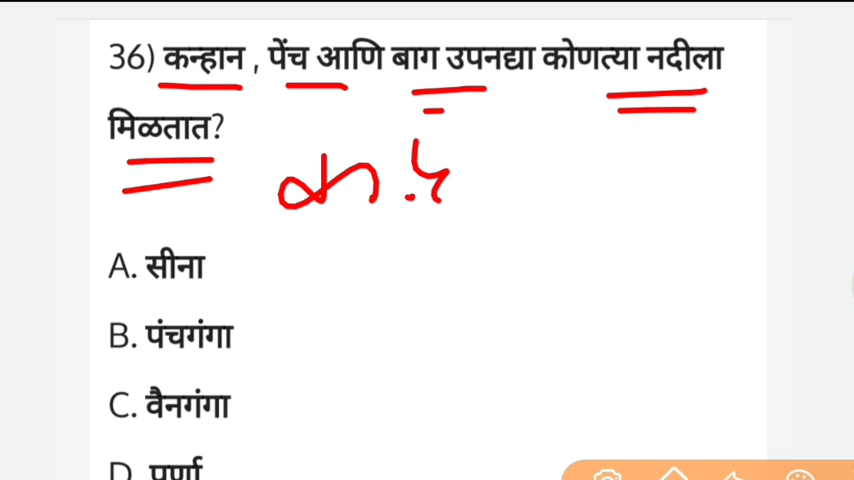 36) कन्हान , पेंच आणि बाग उपनद्या कोणत्या नदीला
मिळतात?
A. सीना
B. पंचगंगा
C. वैनगंगा
D. पूर्णा